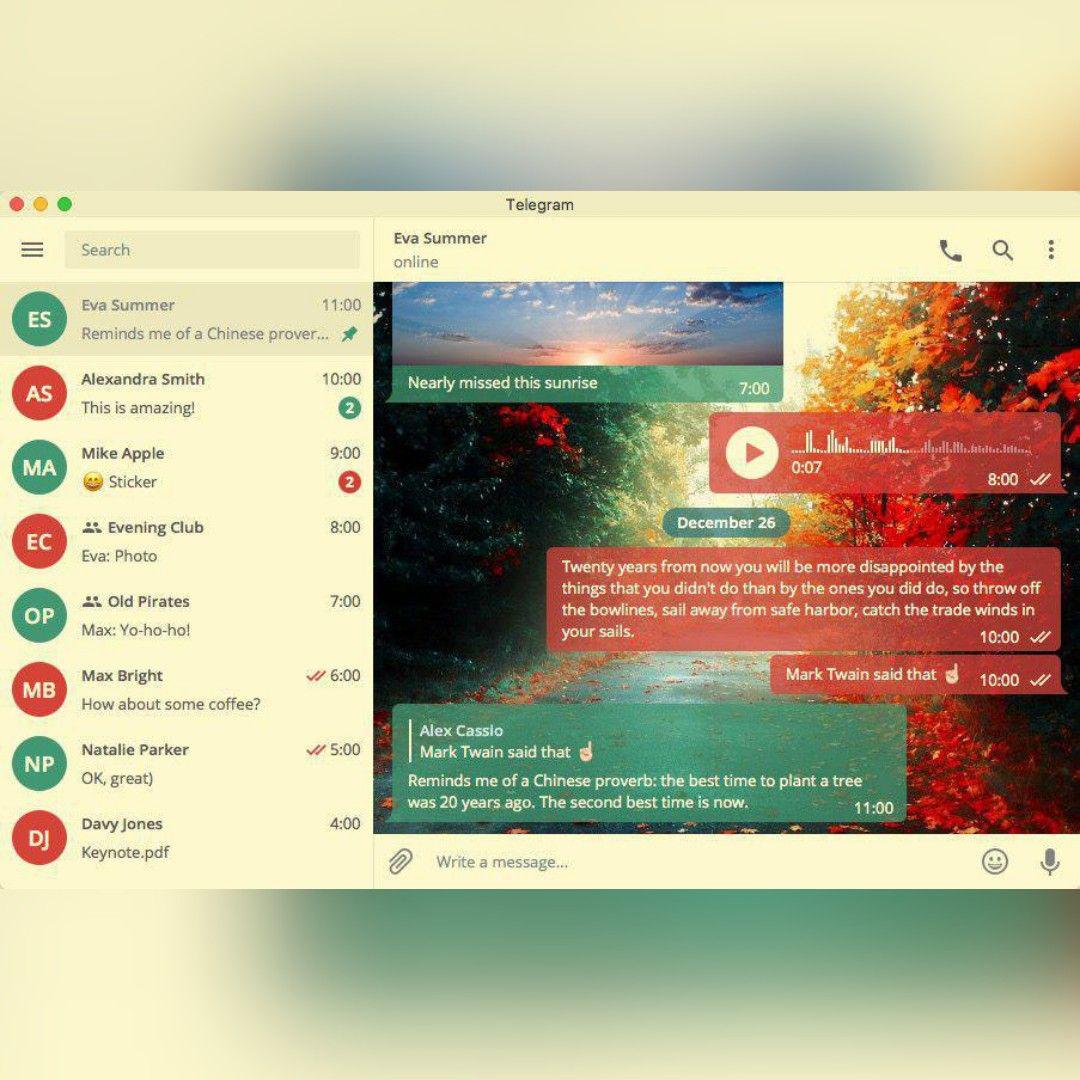 Telegram
Search
ES
Eva Summer 11:00
Reminds me of a Chinese prover...
AS
Alexandra Smith 10:00
This is amazing! 2
MA
Mike Apple 9:00
😄 Sticker 2
EC
Evening Club 8:00
Eva: Photo
OP
Old Pirates 7:00
Max: Yo-ho-ho!
MB
Max Bright 6:00
How about some coffee?
NP
Natalie Parker 5:00
OK, great)
DJ
Davy Jones 4:00
Keynote.pdf
Eva Summer
online
Nearly missed this sunrise 7:00
0:07 8:00
December 26
Twenty years from now you will be more disappointed by the
things that you didn't do than by the ones you did do, so throw off
the bowlines, sail away from safe harbor, catch the trade winds in
your sails. 10:00
Mark Twain said that ☝🏻 10:00
Alex Cassio
Mark Twain said that ☝🏻
Reminds me of a Chinese proverb: the best time to plant a tree
was 20 years ago. The second best time is now. 11:00
Write a message...